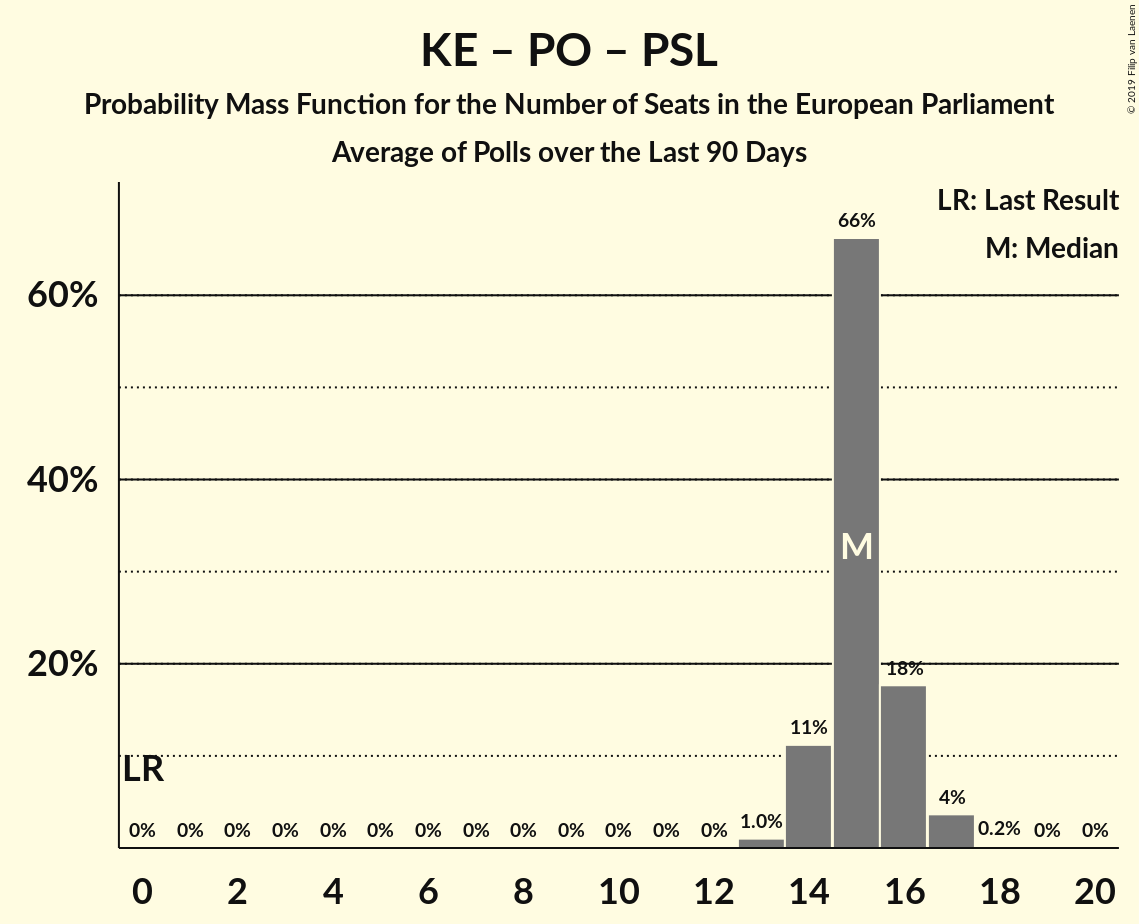 KE – PO – PSL
Probability Mass Function for the Number of Seats in the European Parliament
Average of Polls over the Last 90 Days
© 2019 Filip van Laenen
LR: Last Result
M: Median
66%
60%
40%
M
20%
18%
11%
LR
4%
0% 0% 0% 0% 0% 0% 0% 0% 0% 0% 0% 0% 0% 1.0% 0.2% 0% 0%
0 2 4 6 8 10 12 14 16 18 20